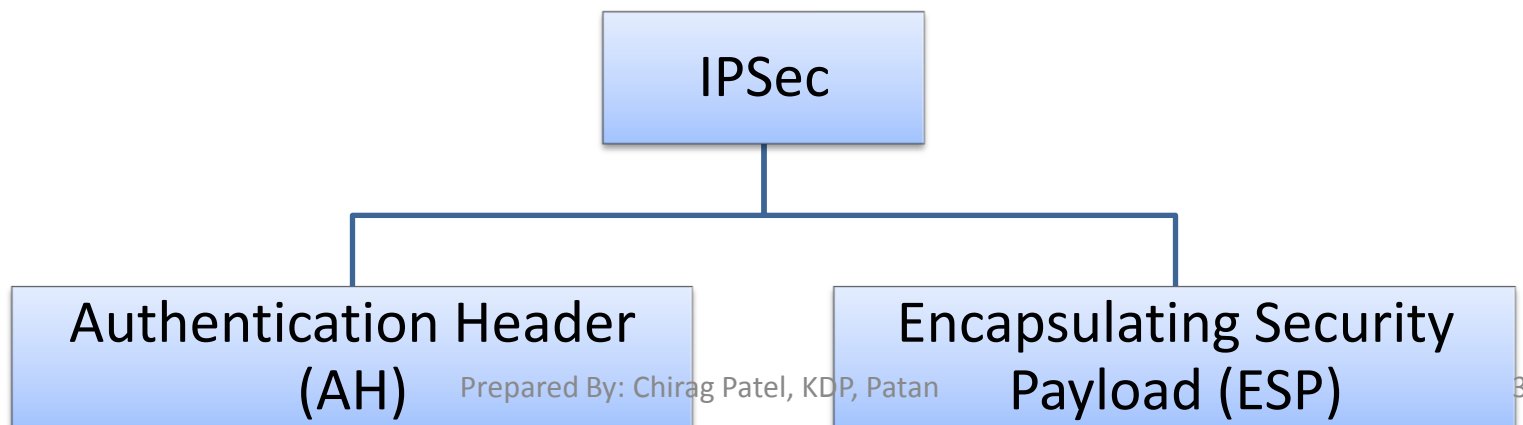 IPSec
Authentication Header
(AH)
Encapsulating Security
Payload (ESP)
Prepared By: Chirag Patel, KDP, Patan